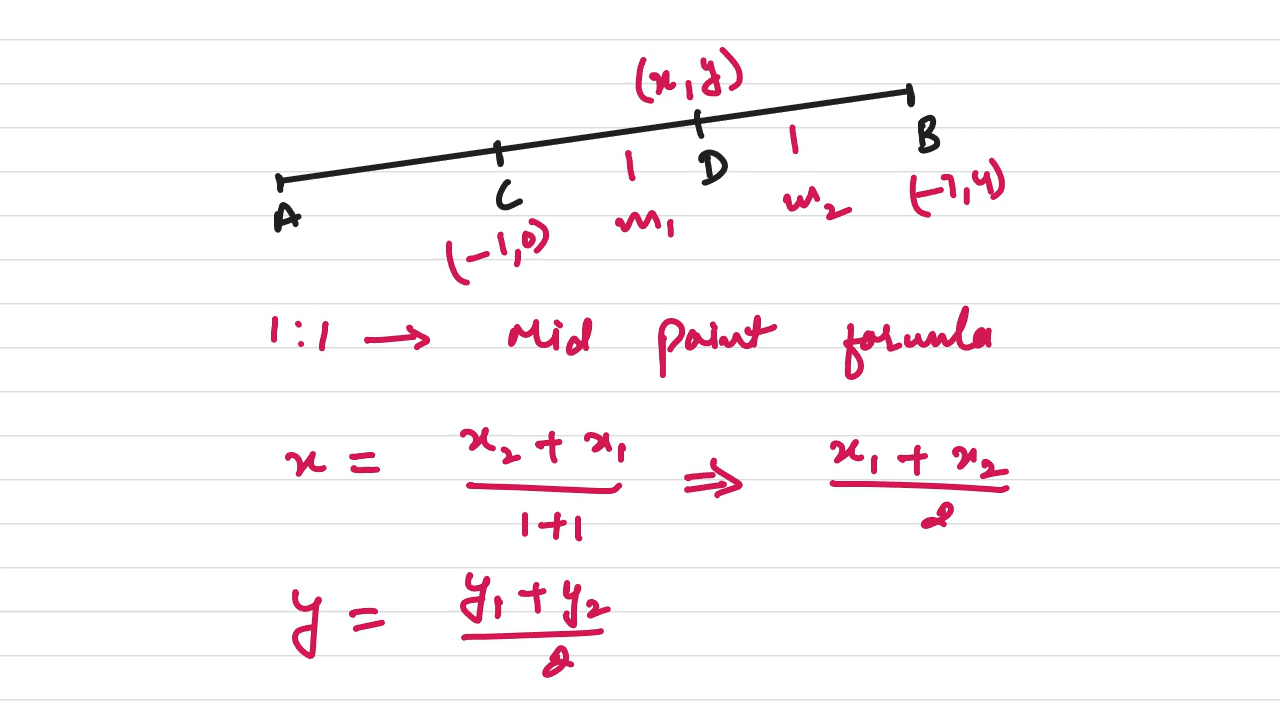 (x, y)
A C 1 D 1 B
(-1,0) m₁ m₂ (-7,4)
1:1 → Mid point formula
x = x₂ + x₁ / 1+1 ⇒ x₁ + x₂ / 2
y = y₁ + y₂ / 2